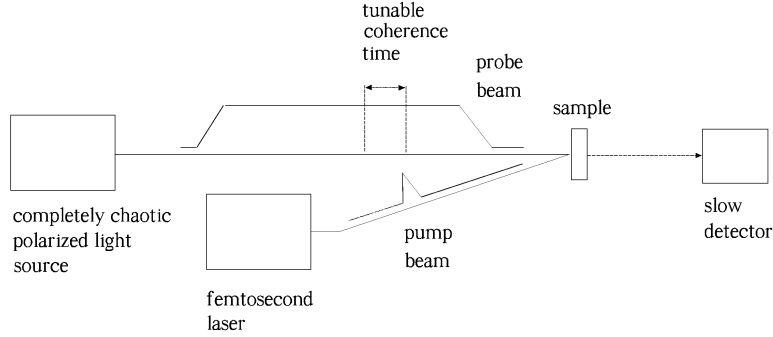 tunable
coherence
time
probe
beam
sample
completely chaotic
polarized light
source
slow
detector
pump
beam
femtosecond
laser